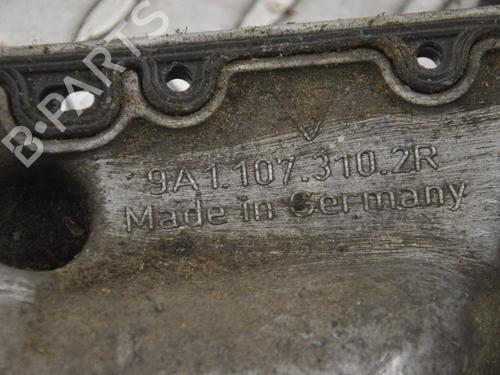 B-PARTS
V
9A1.107.310.2R
Made in Germany